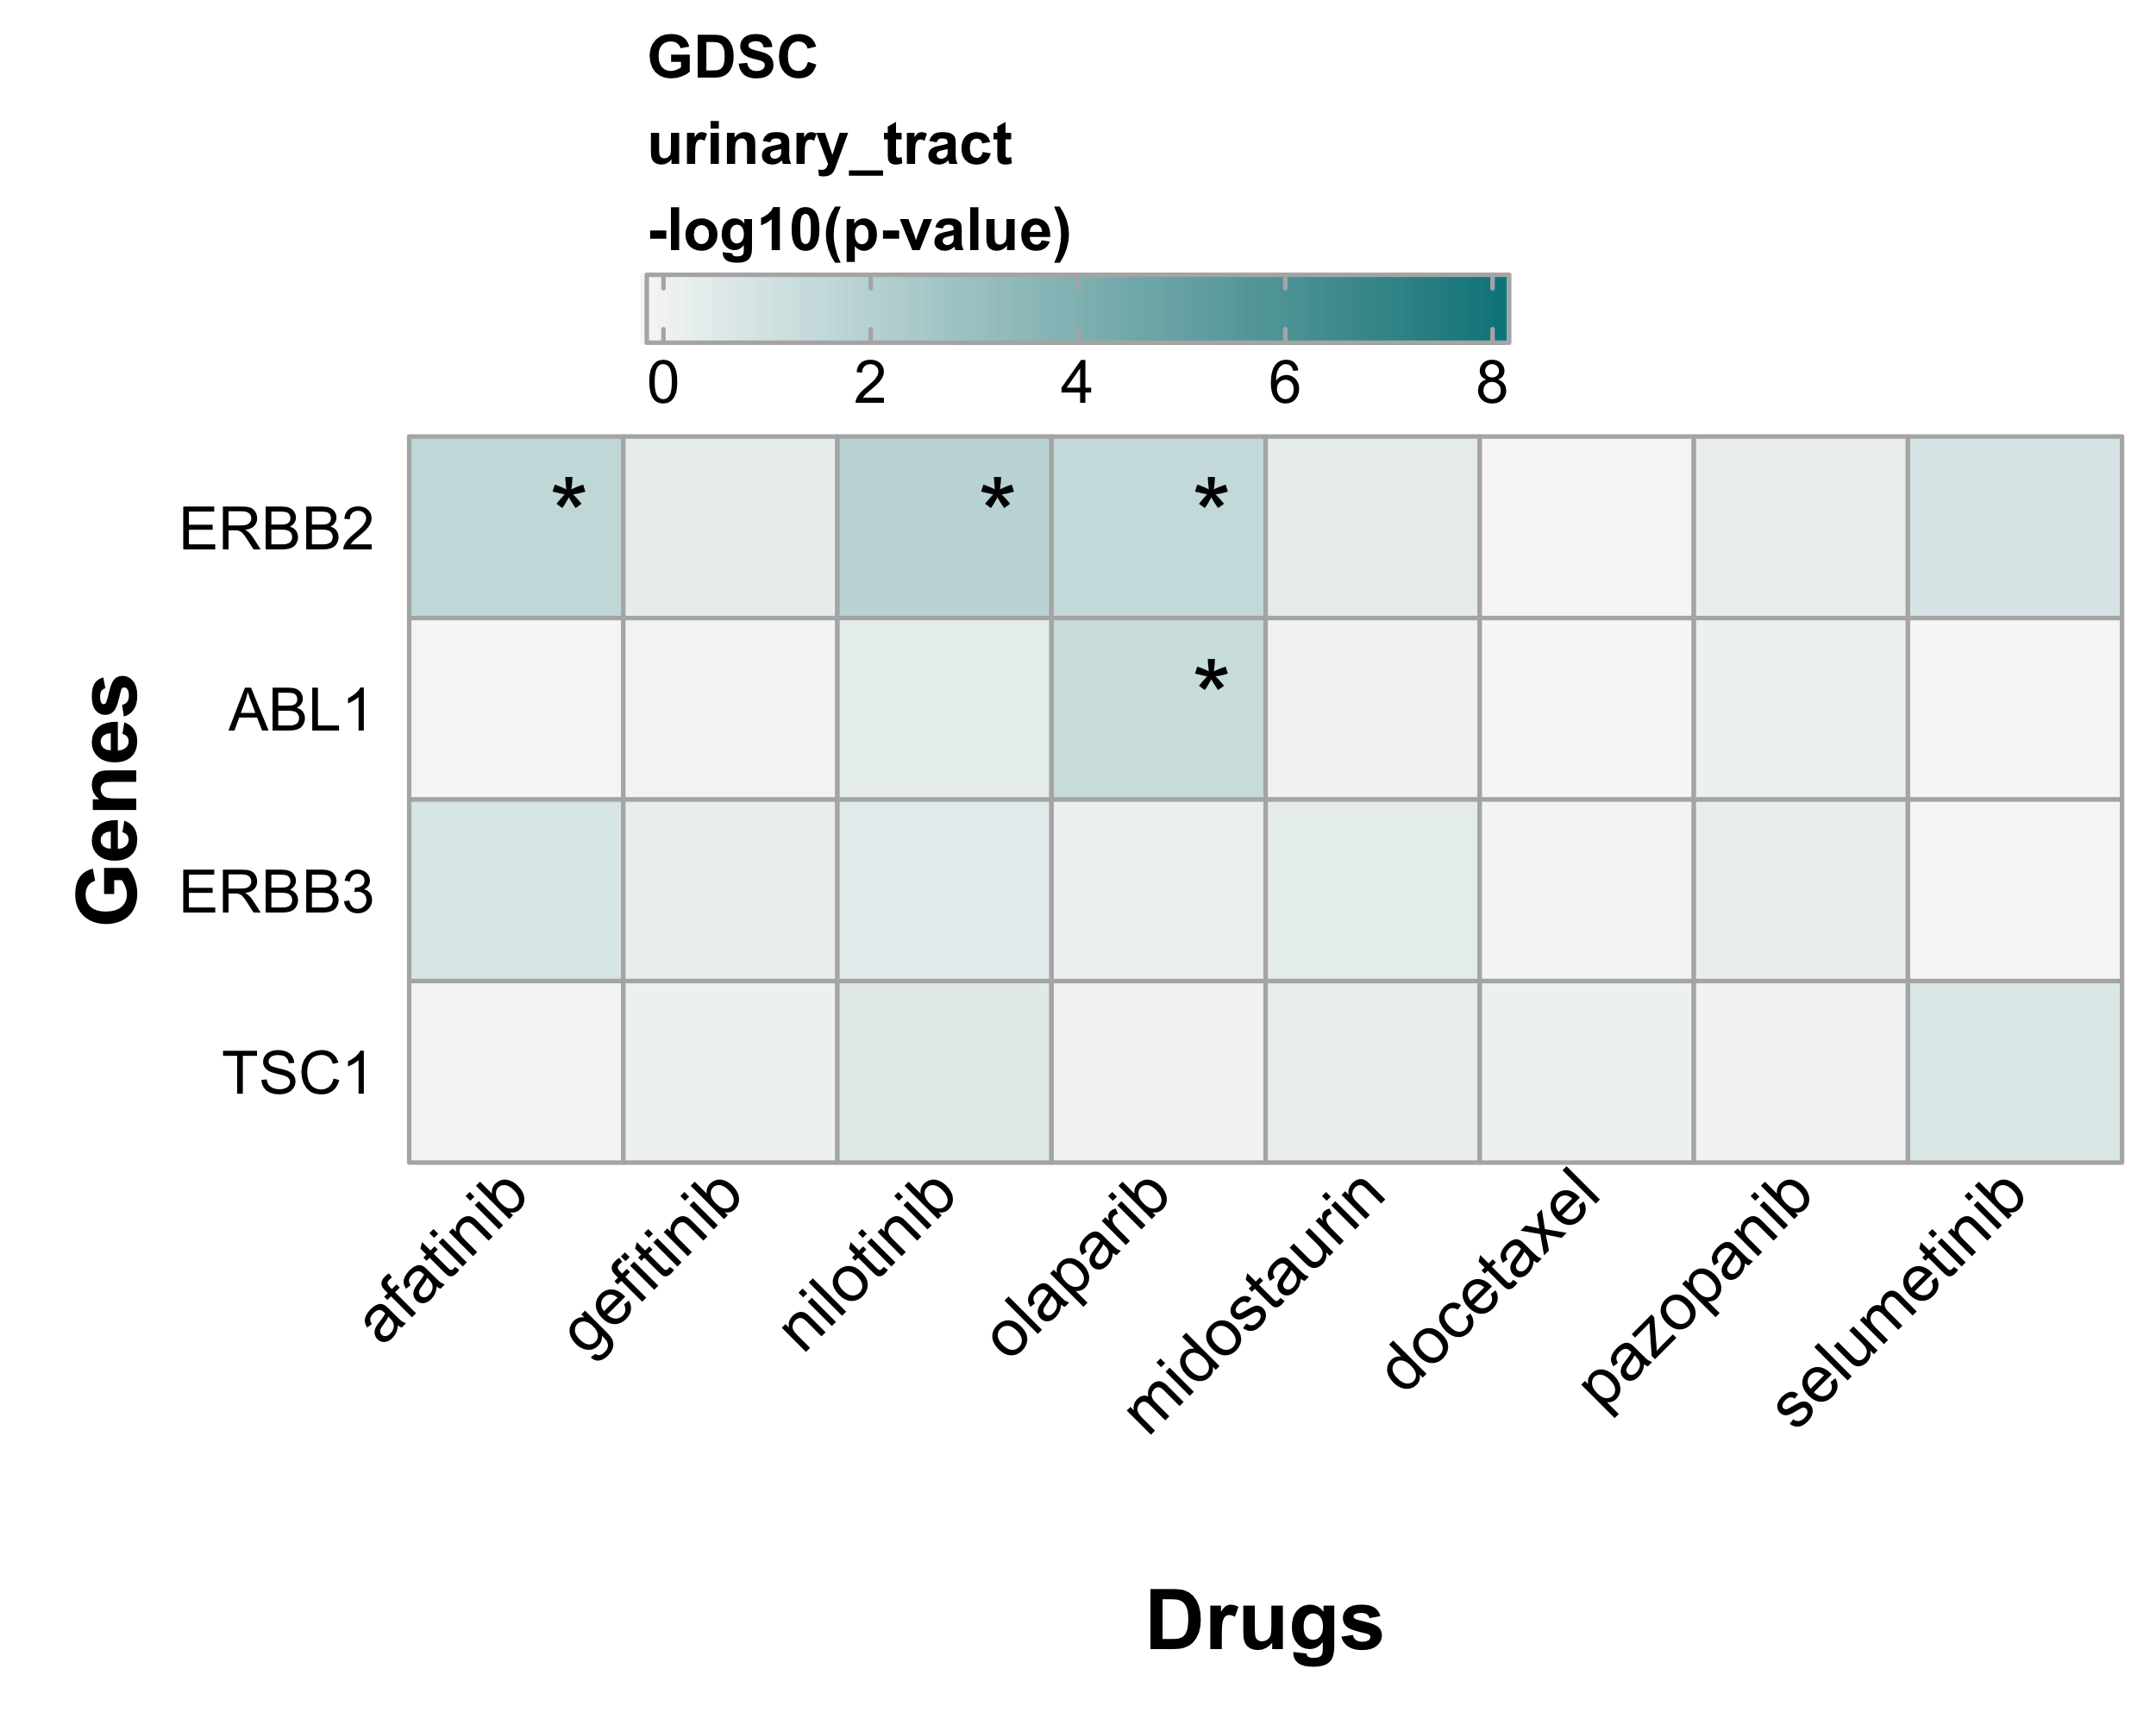 GDSC
urinary_tract
-log10(p-value)
0 2 4 6 8
ERBB2 * * *
ABL1 *
ERBB3
TSC1
Genes
afatinib gefitinib nilotinib olaparib midostaurin docetaxel pazopanib selumetinib
Drugs